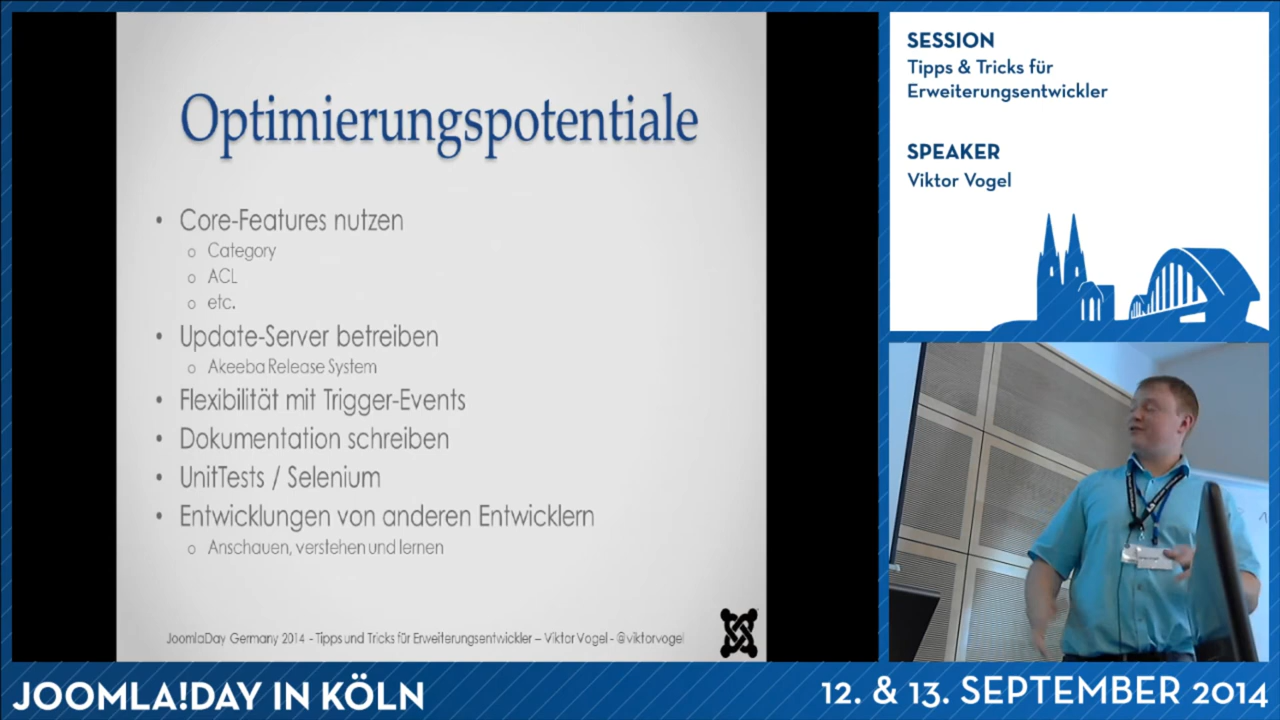 Optimierungspotentiale
• Core-Features nutzen
o Category
o ACL
o etc.
• Update-Server betreiben
o Akeeba Release System
• Flexibilität mit Trigger-Events
• Dokumentation schreiben
• UnitTests / Selenium
• Entwicklungen von anderen Entwicklern
o Anschauen, verstehen und lernen
JoomlaDay Germany 2014 - Tipps und Tricks für Erweiterungsentwickler – Viktor Vogel - @viktorvogel
SESSION
Tipps & Tricks für
Erweiterungsentwickler
SPEAKER
Viktor Vogel
JOOMLA!DAY IN KÖLN
12. & 13. SEPTEMBER 2014